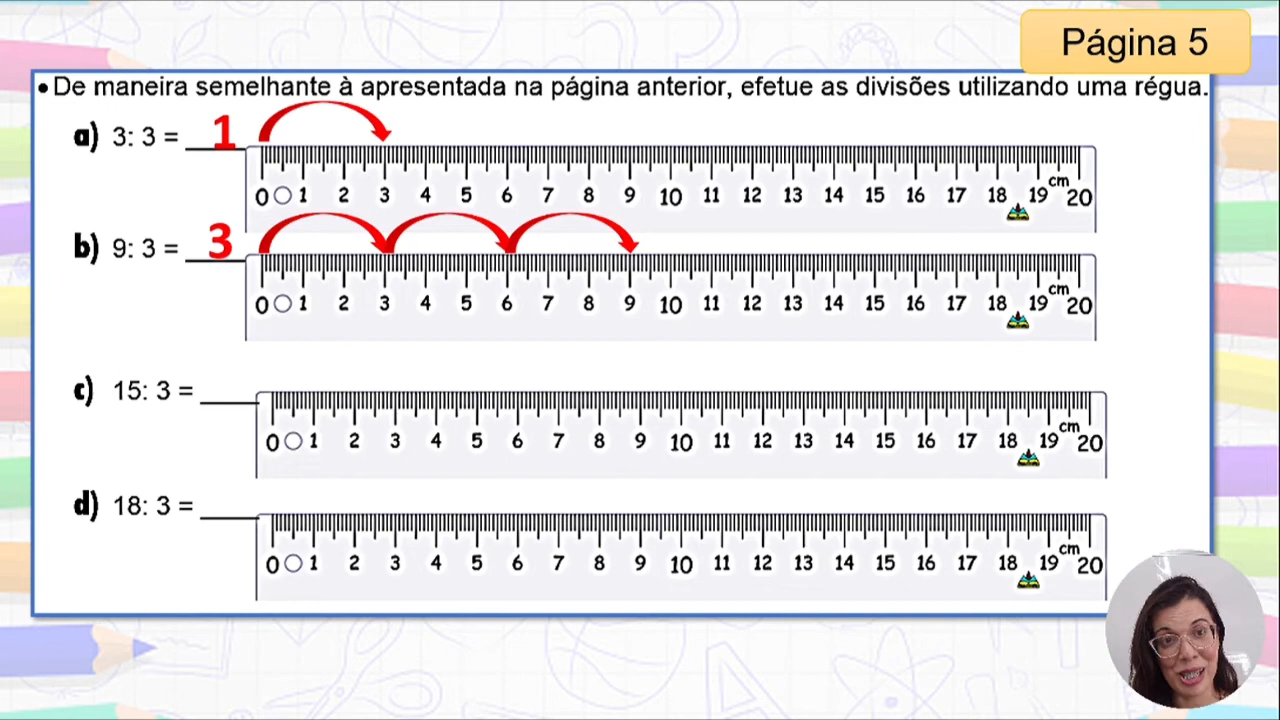 Página 5
• De maneira semelhante à apresentada na página anterior, efetue as divisões utilizando uma régua.
a) 3: 3 = 1
0 1 2 3 4 5 6 7 8 9 10 11 12 13 14 15 16 17 18 19 cm 20
b) 9: 3 = 3
0 1 2 3 4 5 6 7 8 9 10 11 12 13 14 15 16 17 18 19 cm 20
c) 15: 3 = ____
0 1 2 3 4 5 6 7 8 9 10 11 12 13 14 15 16 17 18 19 cm 20
d) 18: 3 = ____
0 1 2 3 4 5 6 7 8 9 10 11 12 13 14 15 16 17 18 19 cm 20